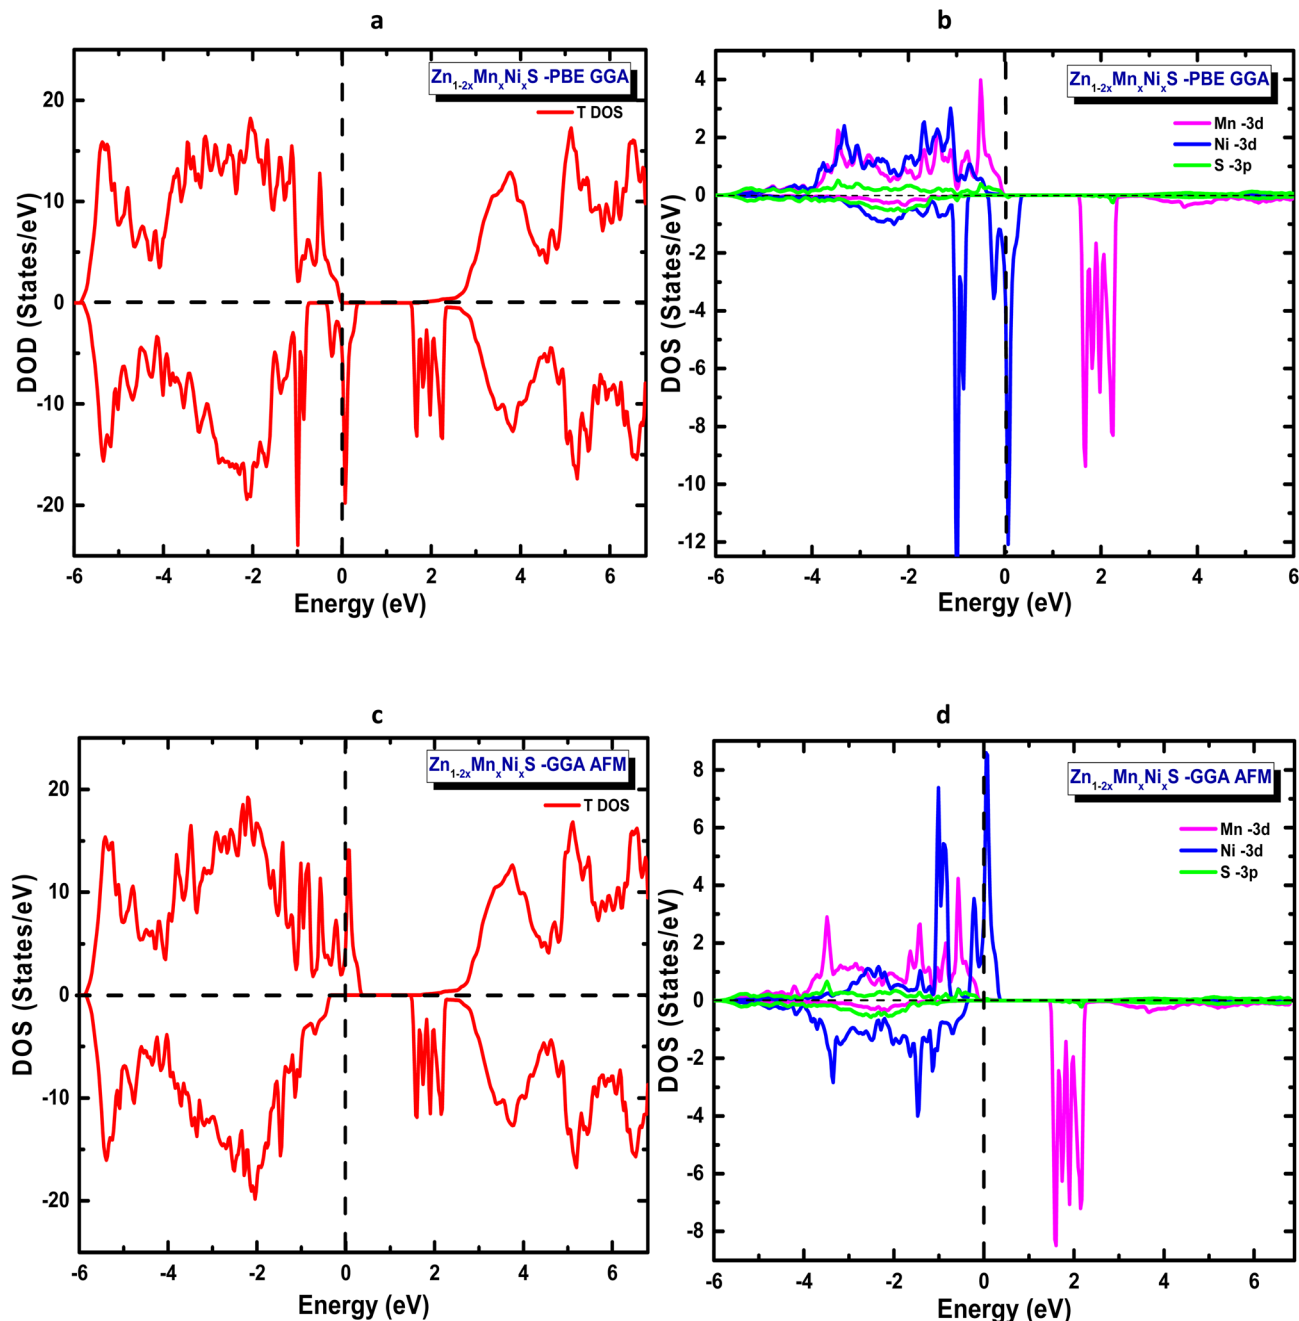 a
Zn1-2xMnxNixS -PBE GGA
T DOS
20
10
0
-10
-20
DOD (States/eV)
-6 -4 -2 0 2 4 6
Energy (eV)
b
Zn1-2xMnxNixS -PBE GGA
Mn -3d
Ni -3d
S -3p
4
2
0
-2
-4
-6
-8
-10
-12
DOS (States/eV)
-6 -4 -2 0 2 4 6
Energy (eV)
c
Zn1-2xMnxNixS -GGA AFM
T DOS
20
10
0
-10
-20
DOS (States/eV)
-6 -4 -2 0 2 4 6
Energy (eV)
d
Zn1-2xMnxNixS -GGA AFM
Mn -3d
Ni -3d
S -3p
8
6
4
2
0
-2
-4
-6
-8
DOS (States/eV)
-6 -4 -2 0 2 4 6
Energy (eV)